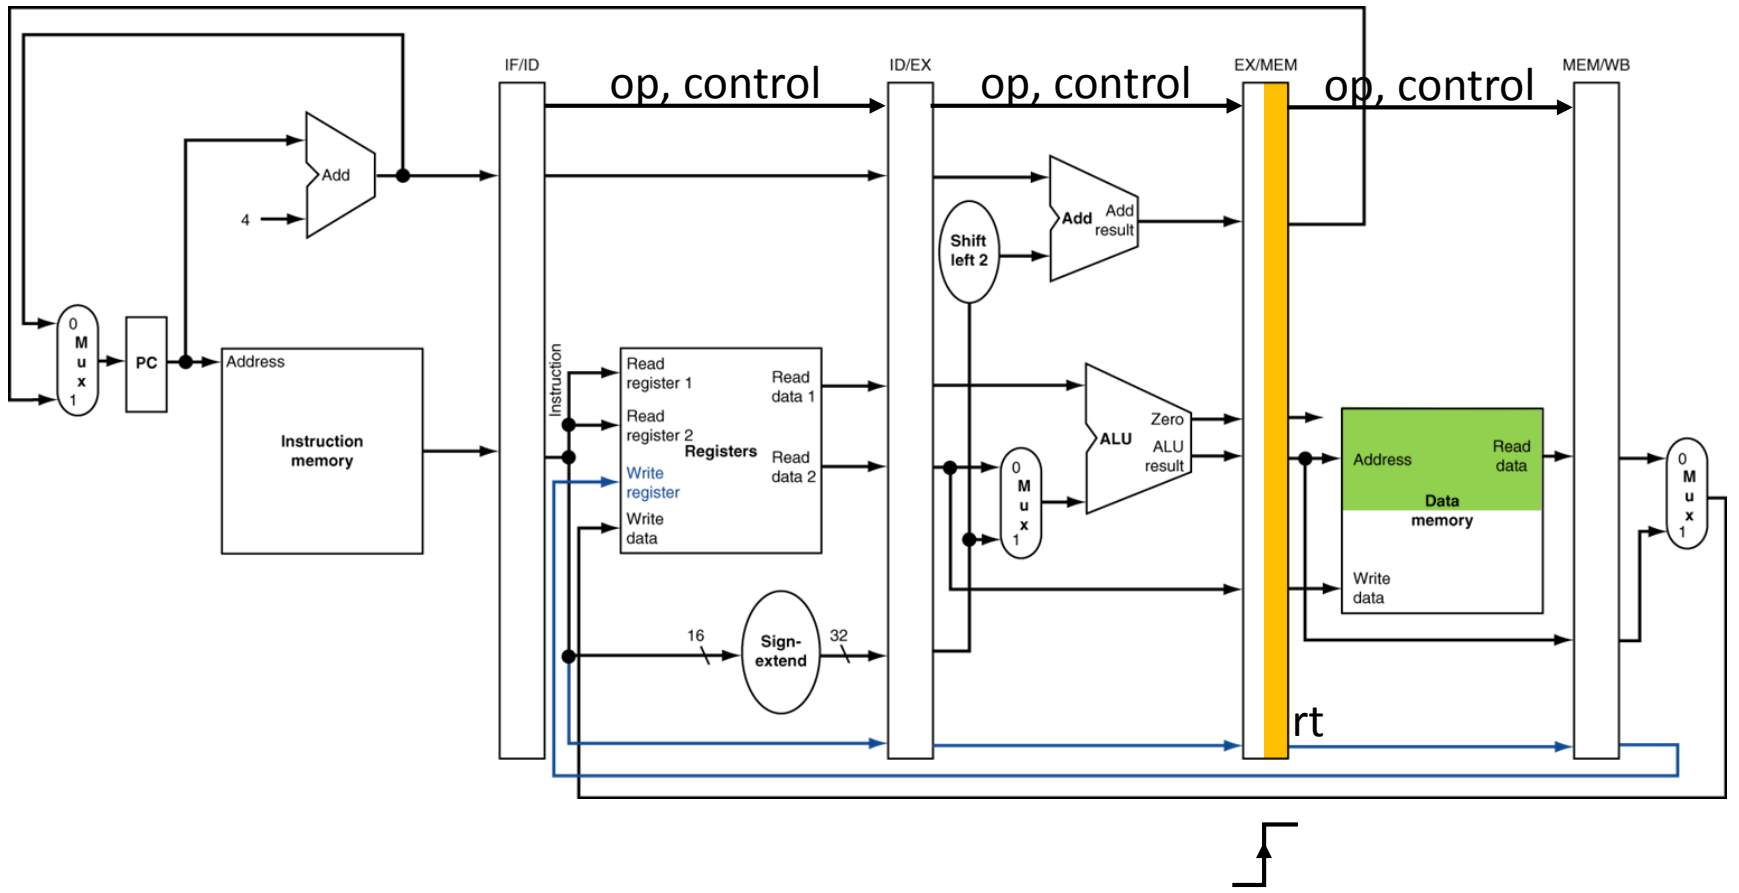 IF/ID
ID/EX
EX/MEM
MEM/WB
op, control
op, control
op, control
Add
4
Add
Add
result
Shift
left 2
0
M
u
x
1
PC
Address
Instruction
memory
Instruction
Read
register 1
Read
register 2
Write
register
Write
data
Registers
Read
data 1
Read
data 2
16
Sign-
extend
32
0
M
u
x
1
Zero
ALU
ALU
result
Address
Read
data
Data
memory
Write
data
0
M
u
x
1
rt